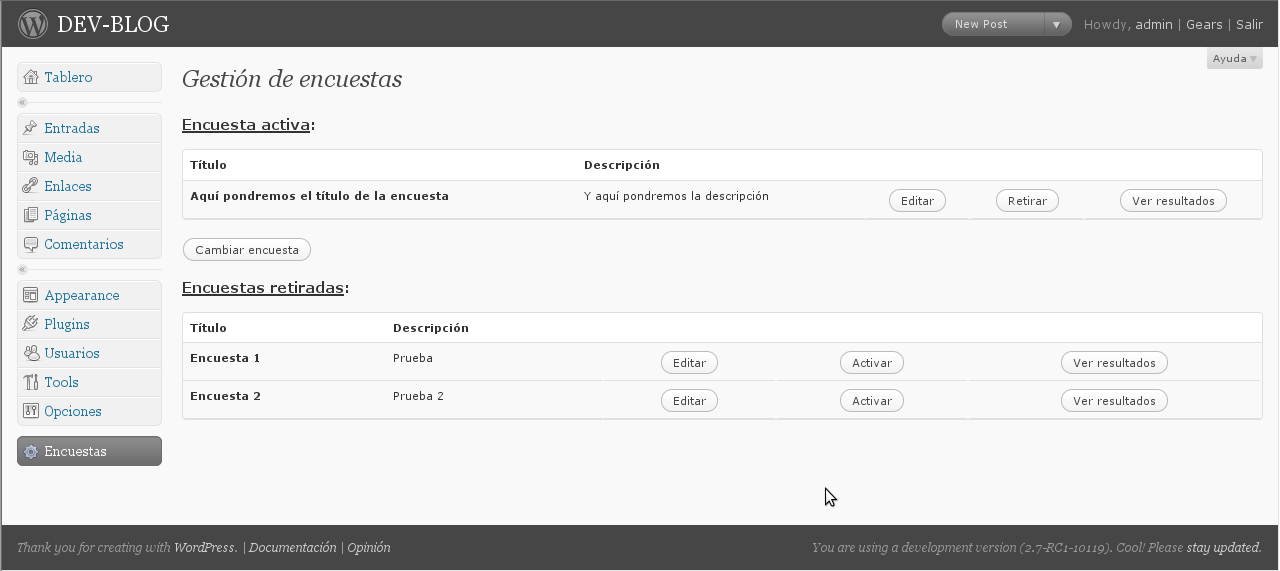 DEV-BLOG
New Post ▼ Howdy, admin | Gears | Salir
Ayuda ▼
Tablero
Entradas
Media
Enlaces
Páginas
Comentarios
Appearance
Plugins
Usuarios
Tools
Opciones
Encuestas
Gestión de encuestas
Encuesta activa:
Título Descripción
Aquí pondremos el título de la encuesta Y aquí pondremos la descripción Editar Retirar Ver resultados
Cambiar encuesta
Encuestas retiradas:
Título Descripción
Encuesta 1 Prueba Editar Activar Ver resultados
Encuesta 2 Prueba 2 Editar Activar Ver resultados
Thank you for creating with WordPress. | Documentación | Opinión
You are using a development version (2.7-RC1-10119). Cool! Please stay updated.